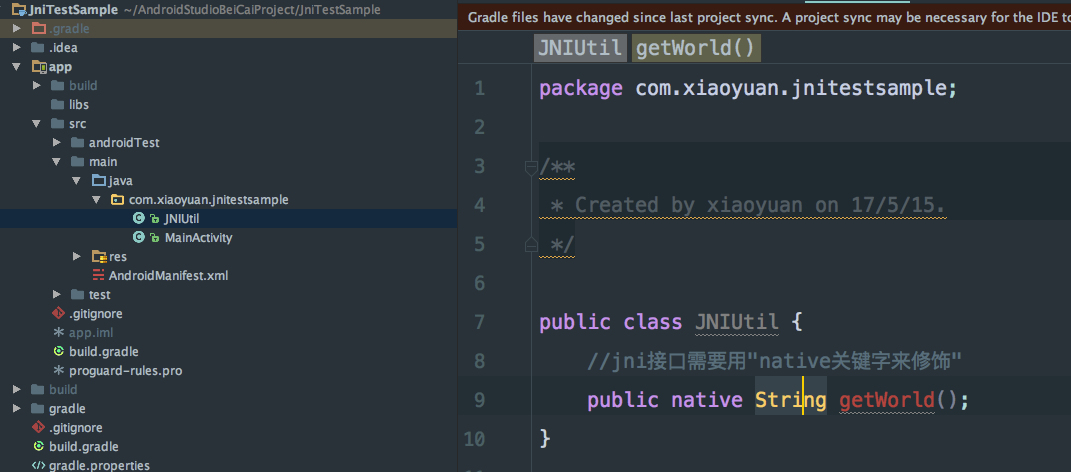 JniTestSample ~/AndroidStudioBeiCaiProject/JniTestSample
.gradle
.idea
app
build
libs
src
androidTest
main
java
com.xiaoyuan.jnitestsample
JNIUtil
MainActivity
res
AndroidManifest.xml
test
.gitignore
app.iml
build.gradle
proguard-rules.pro
build
gradle
.gitignore
build.gradle
gradle.properties
Gradle files have changed since last project sync. A project sync may be necessary for the IDE to
JNIUtil getWorld()
1 package com.xiaoyuan.jnitestsample;
2
3 /**
4 * Created by xiaoyuan on 17/5/15.
5 */
6
7 public class JNIUtil {
8 //jni接口需要用"native关键字来修饰"
9 public native String getWorld();
10 }